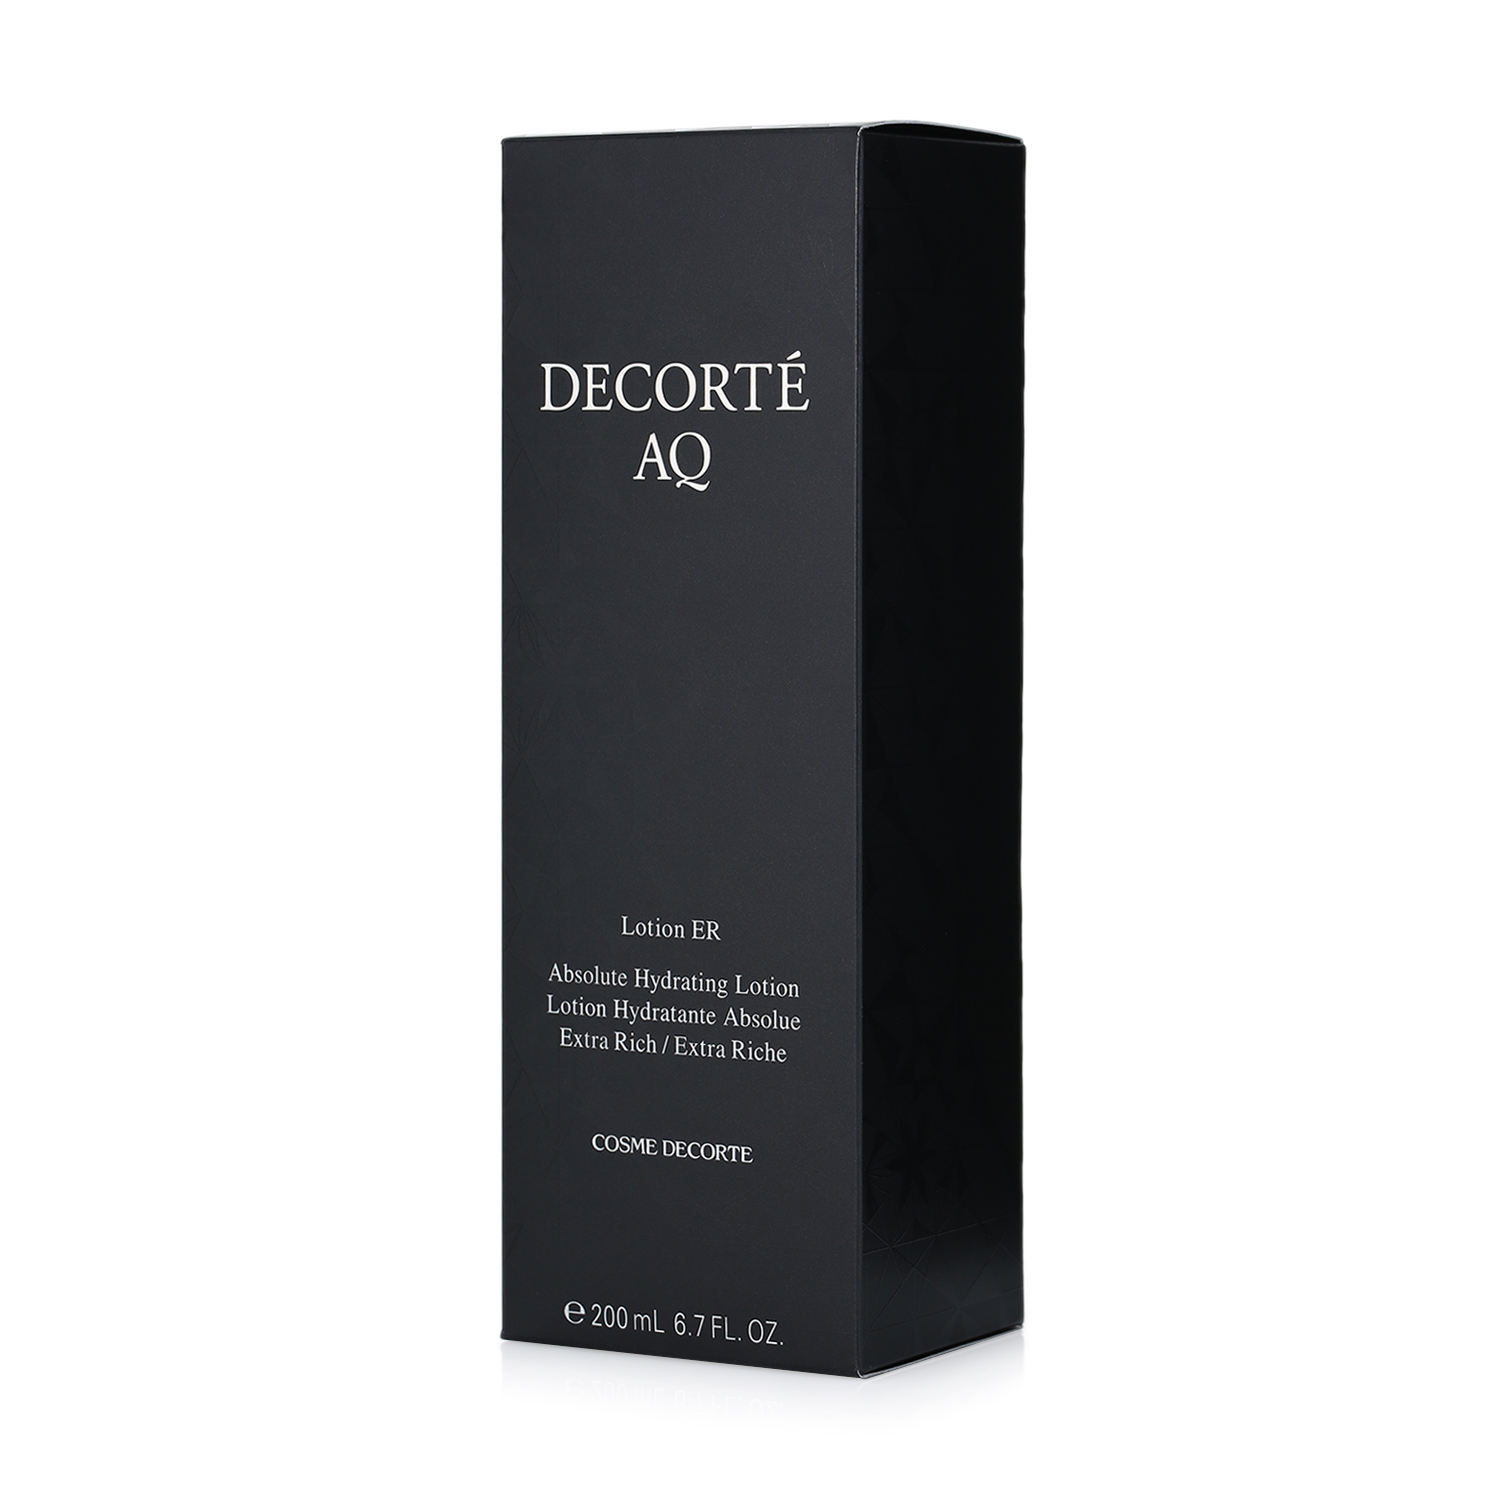 DECORTÉ
AQ
Lotion ER
Absolute Hydrating Lotion
Lotion Hydratante Absolue
Extra Rich / Extra Riche
COSME DECORTE
℮ 200 mL 6.7 FL. OZ.